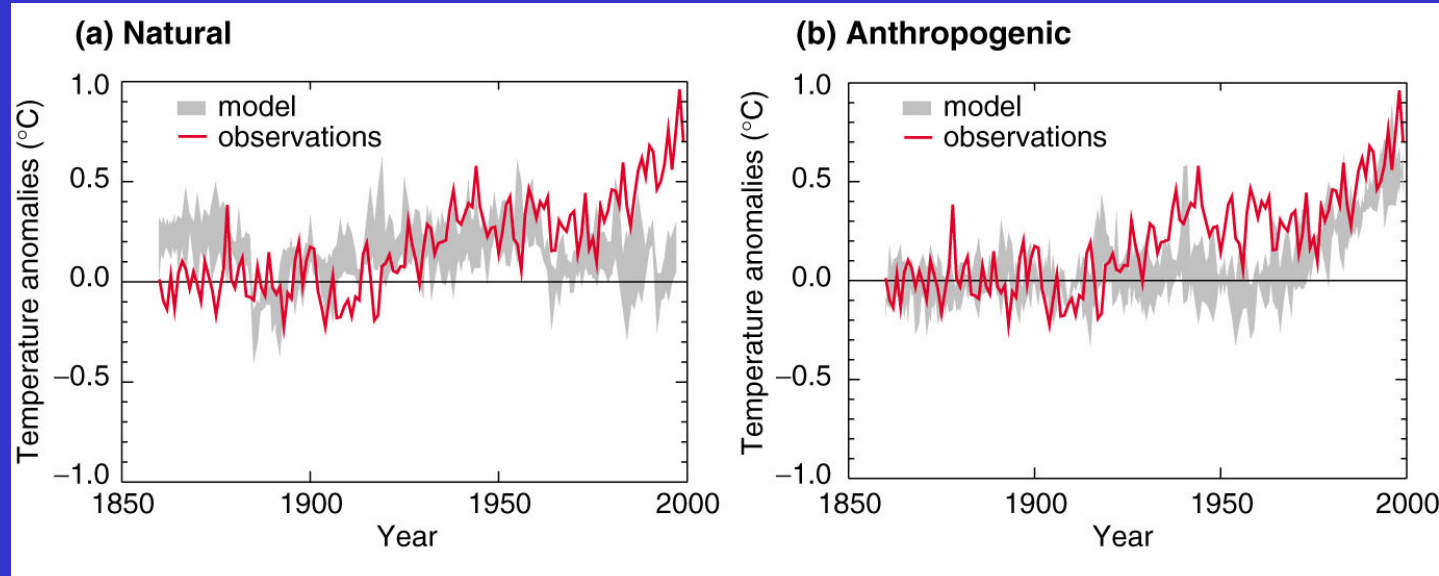 (a) Natural
Temperature anomalies (°C)
1.0
0.5
0.0
−0.5
−1.0
model
observations
1850
1900
1950
2000
Year
(b) Anthropogenic
Temperature anomalies (°C)
1.0
0.5
0.0
−0.5
−1.0
model
observations
1850
1900
1950
2000
Year